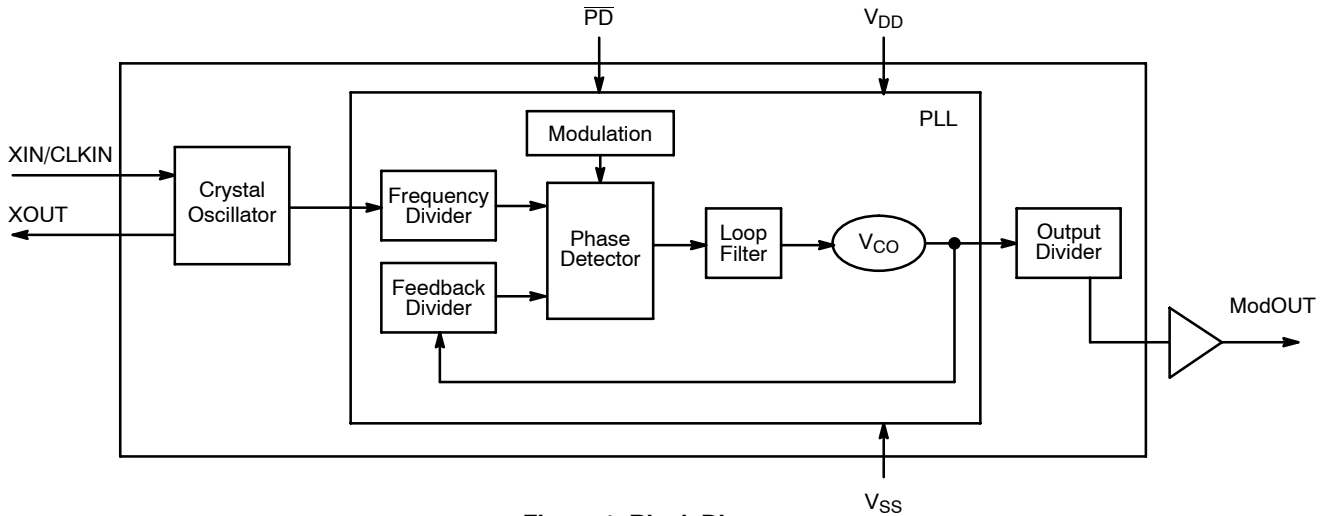 PD
VDD
PLL
Modulation
XIN/CLKIN
Crystal
Oscillator
XOUT
Frequency
Divider
Phase
Detector
Loop
Filter
VCO
Output
Divider
Feedback
Divider
ModOUT
VSS